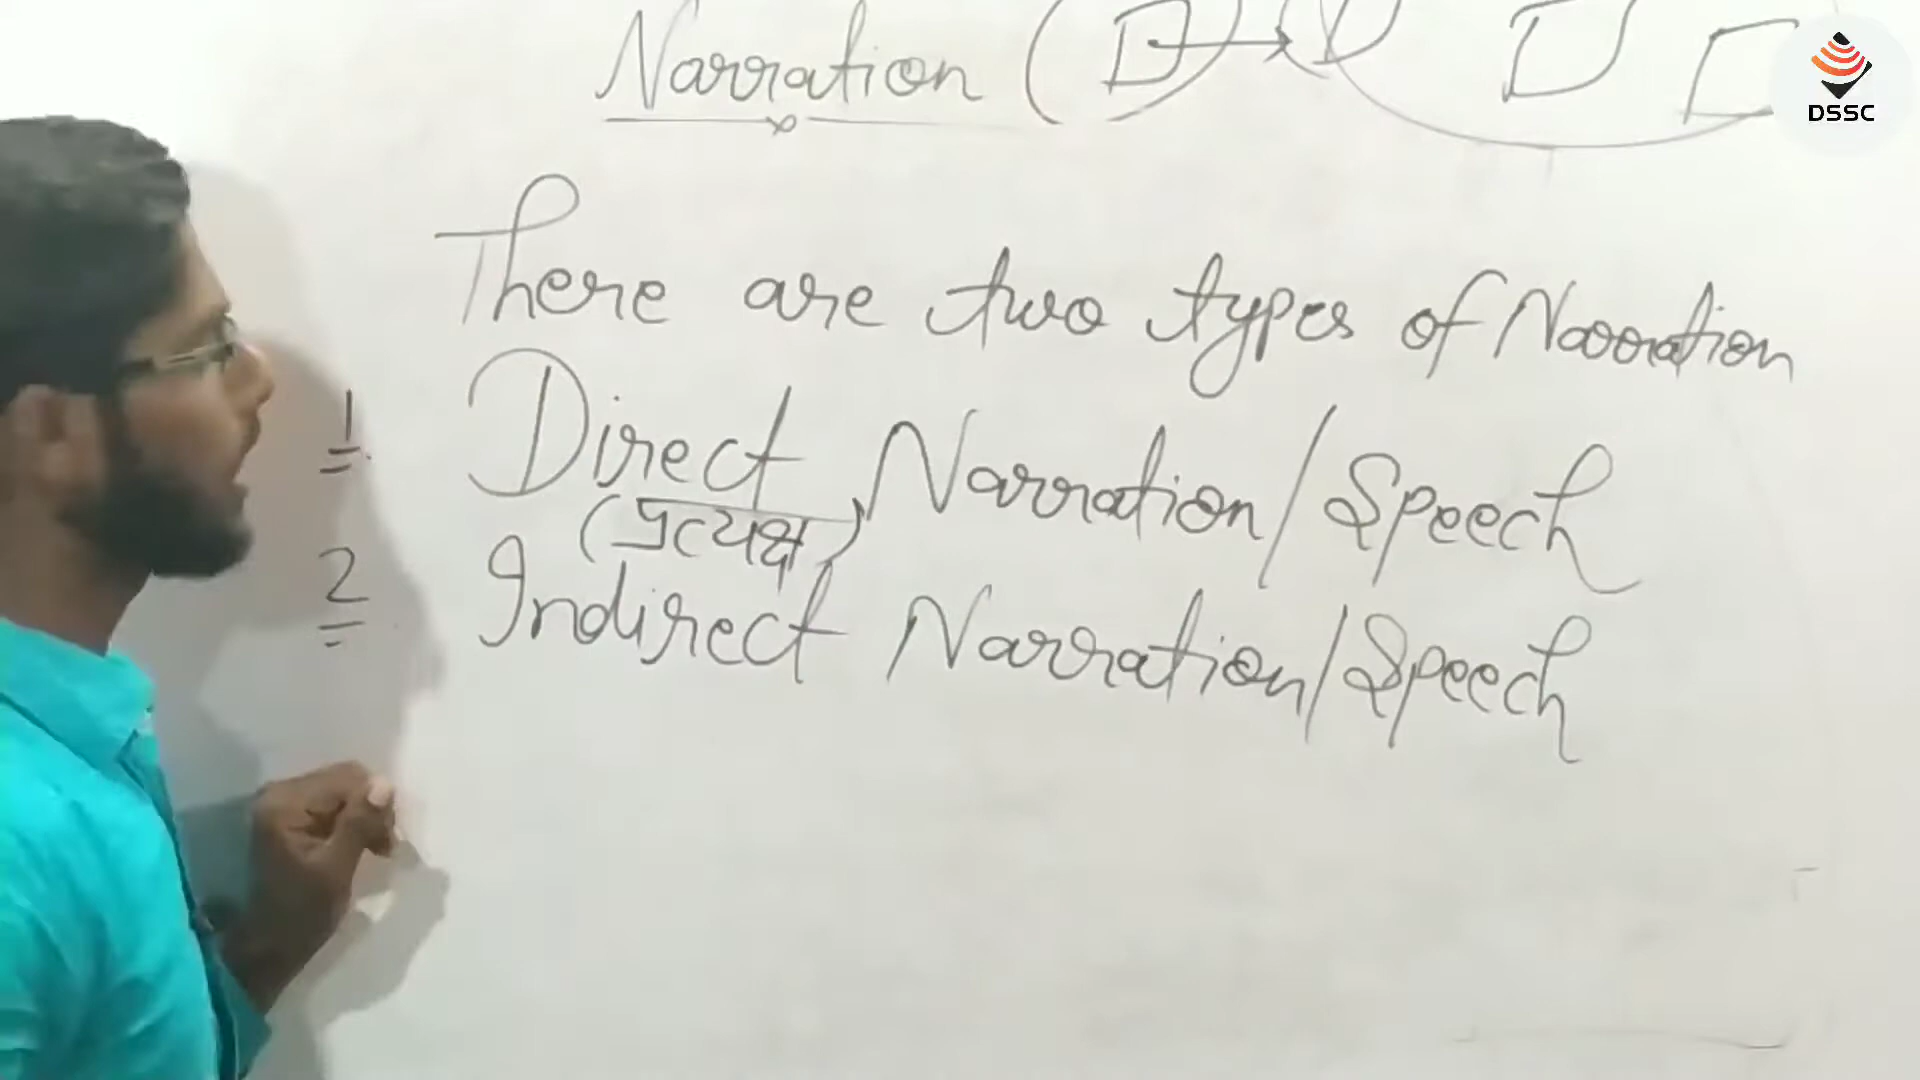 Narration (
DSSC
There are two types of Narration
1. Direct Narration/Speech
(प्रत्यक्ष)
2 Indirect Narration/Speech